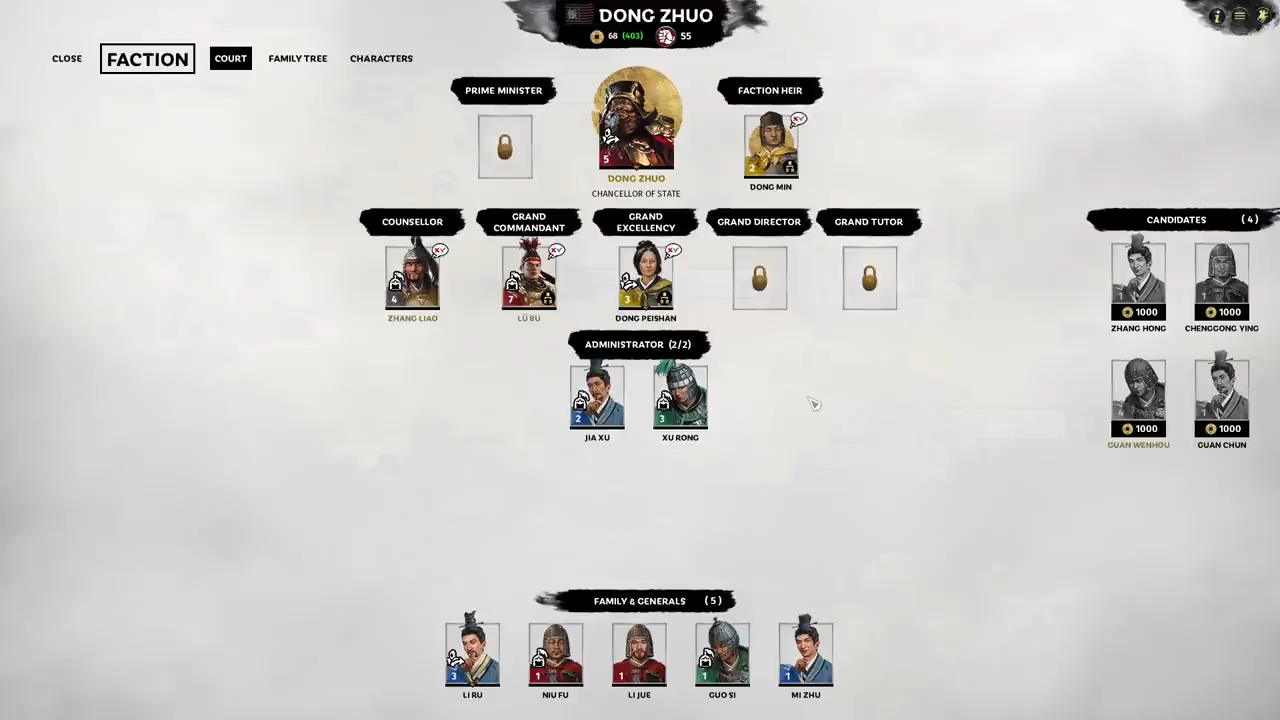 DONG ZHUO
68 (403) 55
CLOSE FACTION COURT FAMILY TREE CHARACTERS
PRIME MINISTER
FACTION HEIR
5
2
DONG ZHUO
CHANCELLOR OF STATE
DONG MIN
COUNSELLOR
GRAND
COMMANDANT
GRAND
EXCELLENCY
GRAND DIRECTOR
GRAND TUTOR
4
7
3
ZHANG LIAO
LÜ BU
DONG PEISHAN
ADMINISTRATOR (2/2)
2
3
JIA XU
XU RONG
CANDIDATES (4)
1
1
1000
1000
ZHANG HONG
CHENGGONG YING
4
1
1000
1000
GUAN WENHOU
GUAN CHUN
FAMILY & GENERALS (5)
3
1
1
1
1
LI RU
NIU FU
LI JUE
GUO SI
MI ZHU